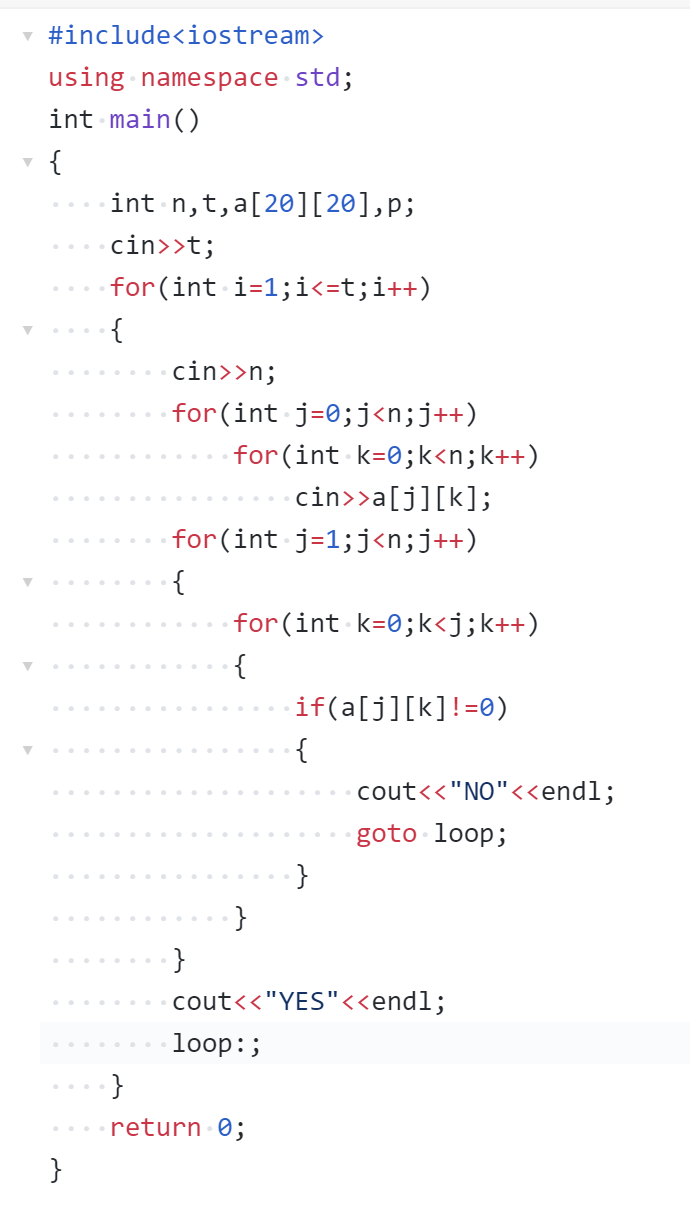 #include<iostream>
using namespace std;
int main()
{
    int n,t,a[20][20],p;
    cin>>t;
    for(int i=1;i<=t;i++)
    {
        cin>>n;
        for(int j=0;j<n;j++)
            for(int k=0;k<n;k++)
                cin>>a[j][k];
        for(int j=1;j<n;j++)
        {
            for(int k=0;k<j;k++)
            {
                if(a[j][k]!=0)
                {
                    cout<<"NO"<<endl;
                    goto loop;
                }
            }
        }
        cout<<"YES"<<endl;
        loop:;
    }
    return 0;
}